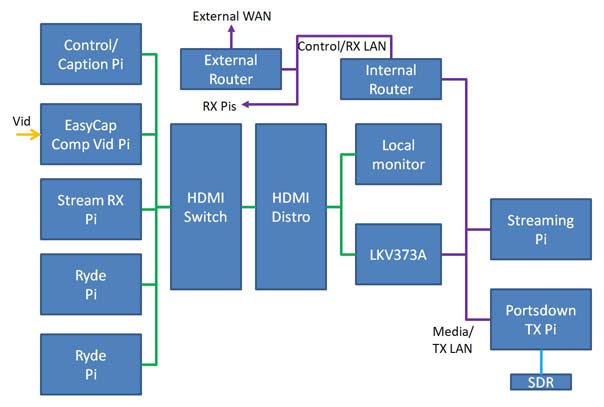 External WAN
Control/
Caption Pi
External
Router
Control/RX LAN
Internal
Router
RX Pis
Vid
EasyCap
Comp Vid Pi
HDMI
Switch
HDMI
Distro
Local
monitor
Stream RX
Pi
Streaming
Pi
LKV373A
Ryde
Pi
Portsdown
TX Pi
Media/
TX LAN
Ryde
Pi
SDR